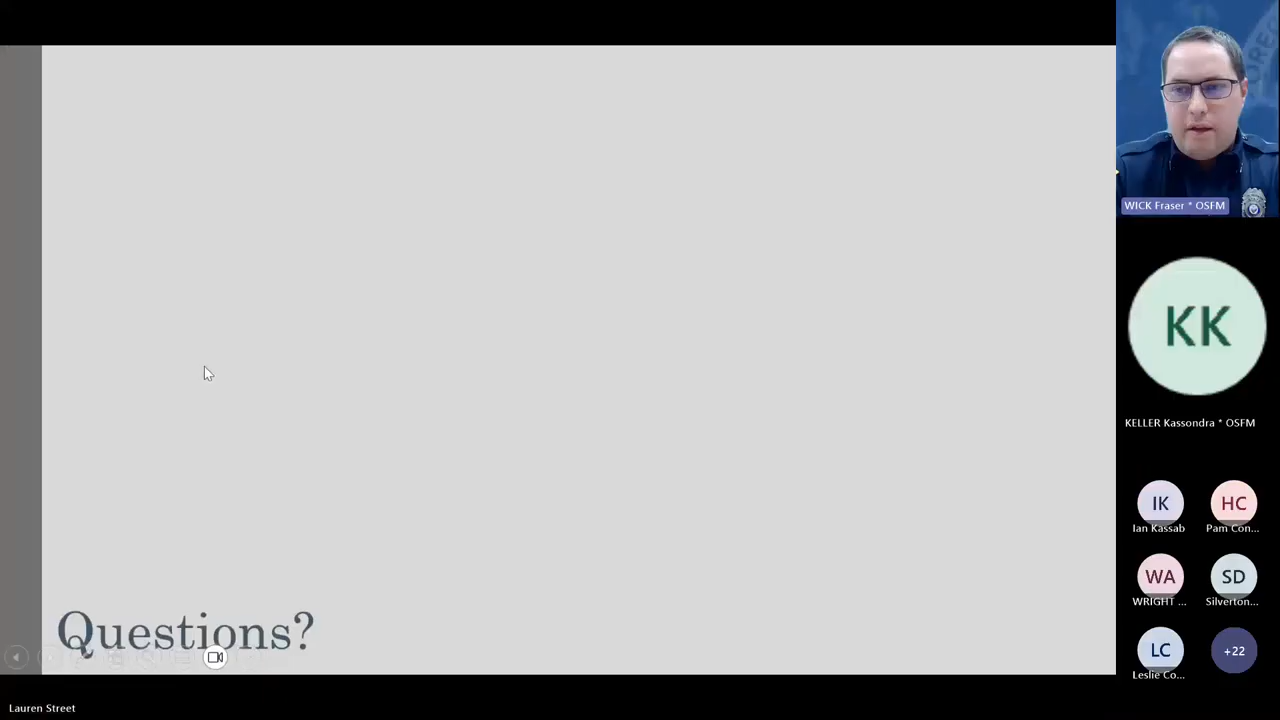 WICK Fraser * OSFM
KK
KELLER Kassondra * OSFM
IK
HC
Ian Kassab
Pam Con...
WA
SD
WRIGHT ...
Silverton...
LC
+22
Leslie Co...
Questions?
Lauren Street